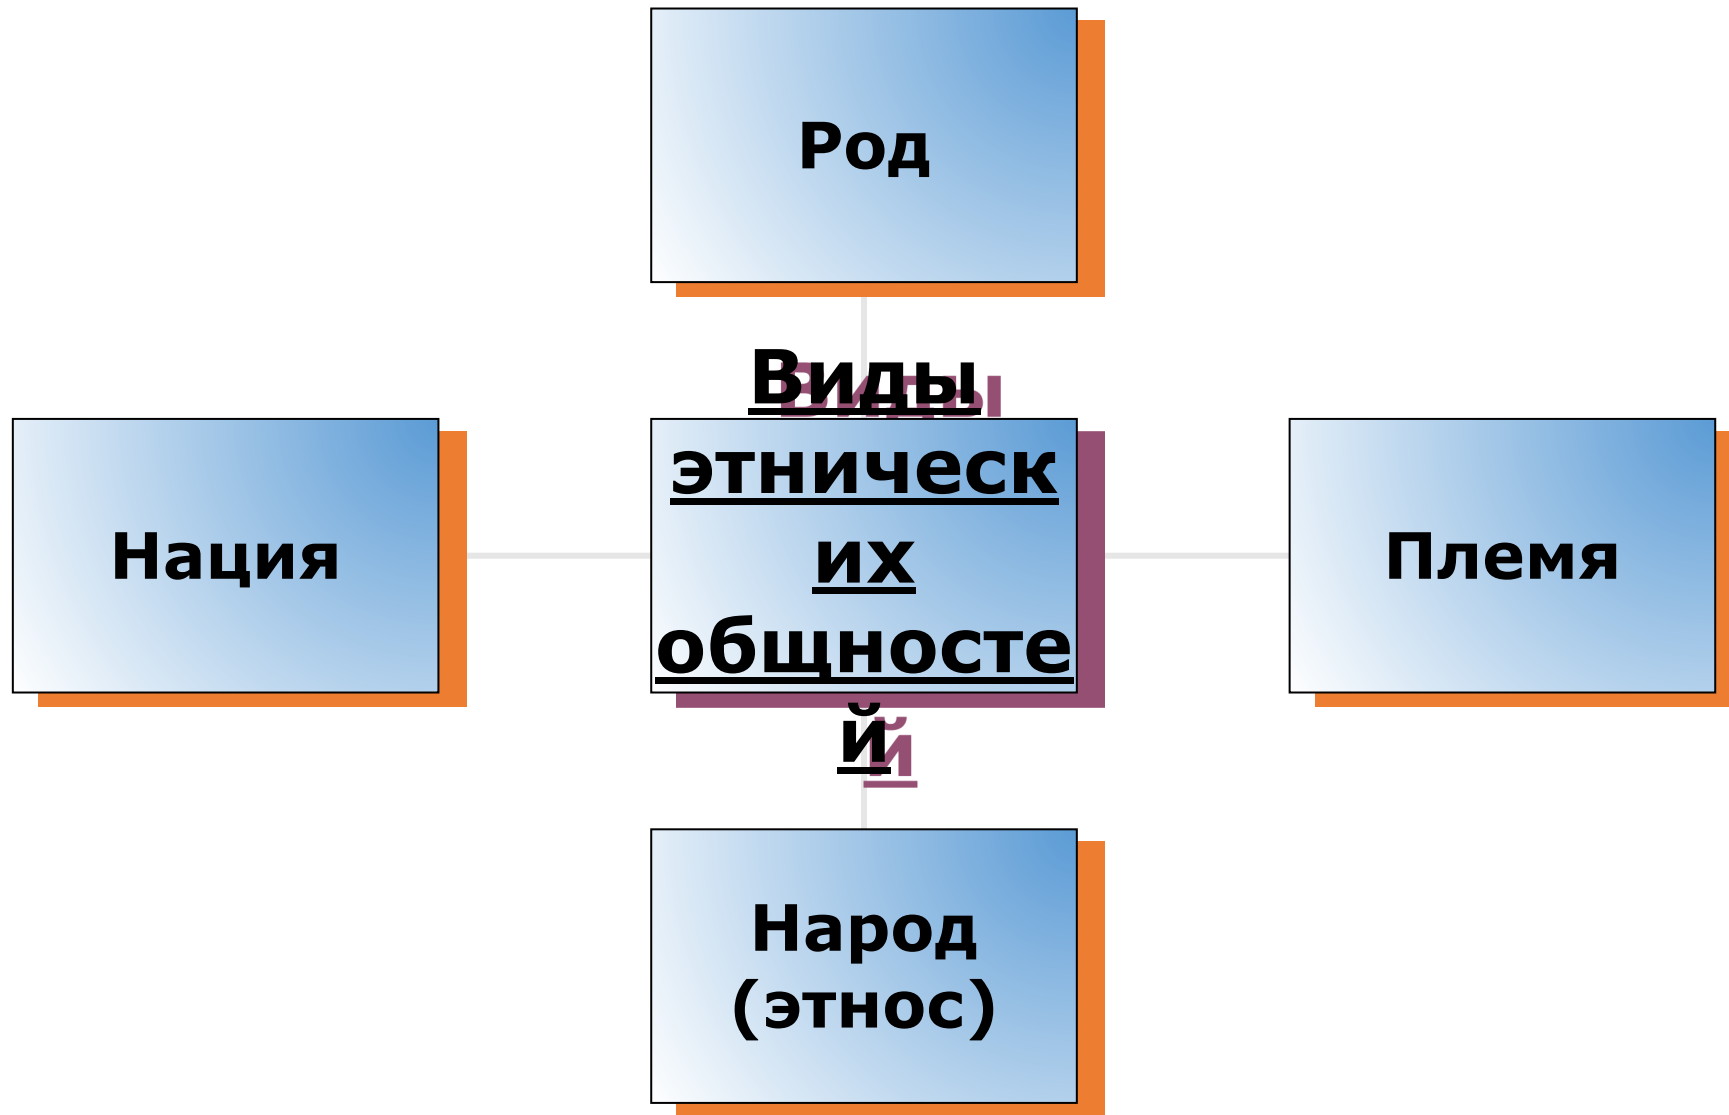 Род
Виды
этническ
их
общносте
й
Нация
Племя
Народ
(этнос)